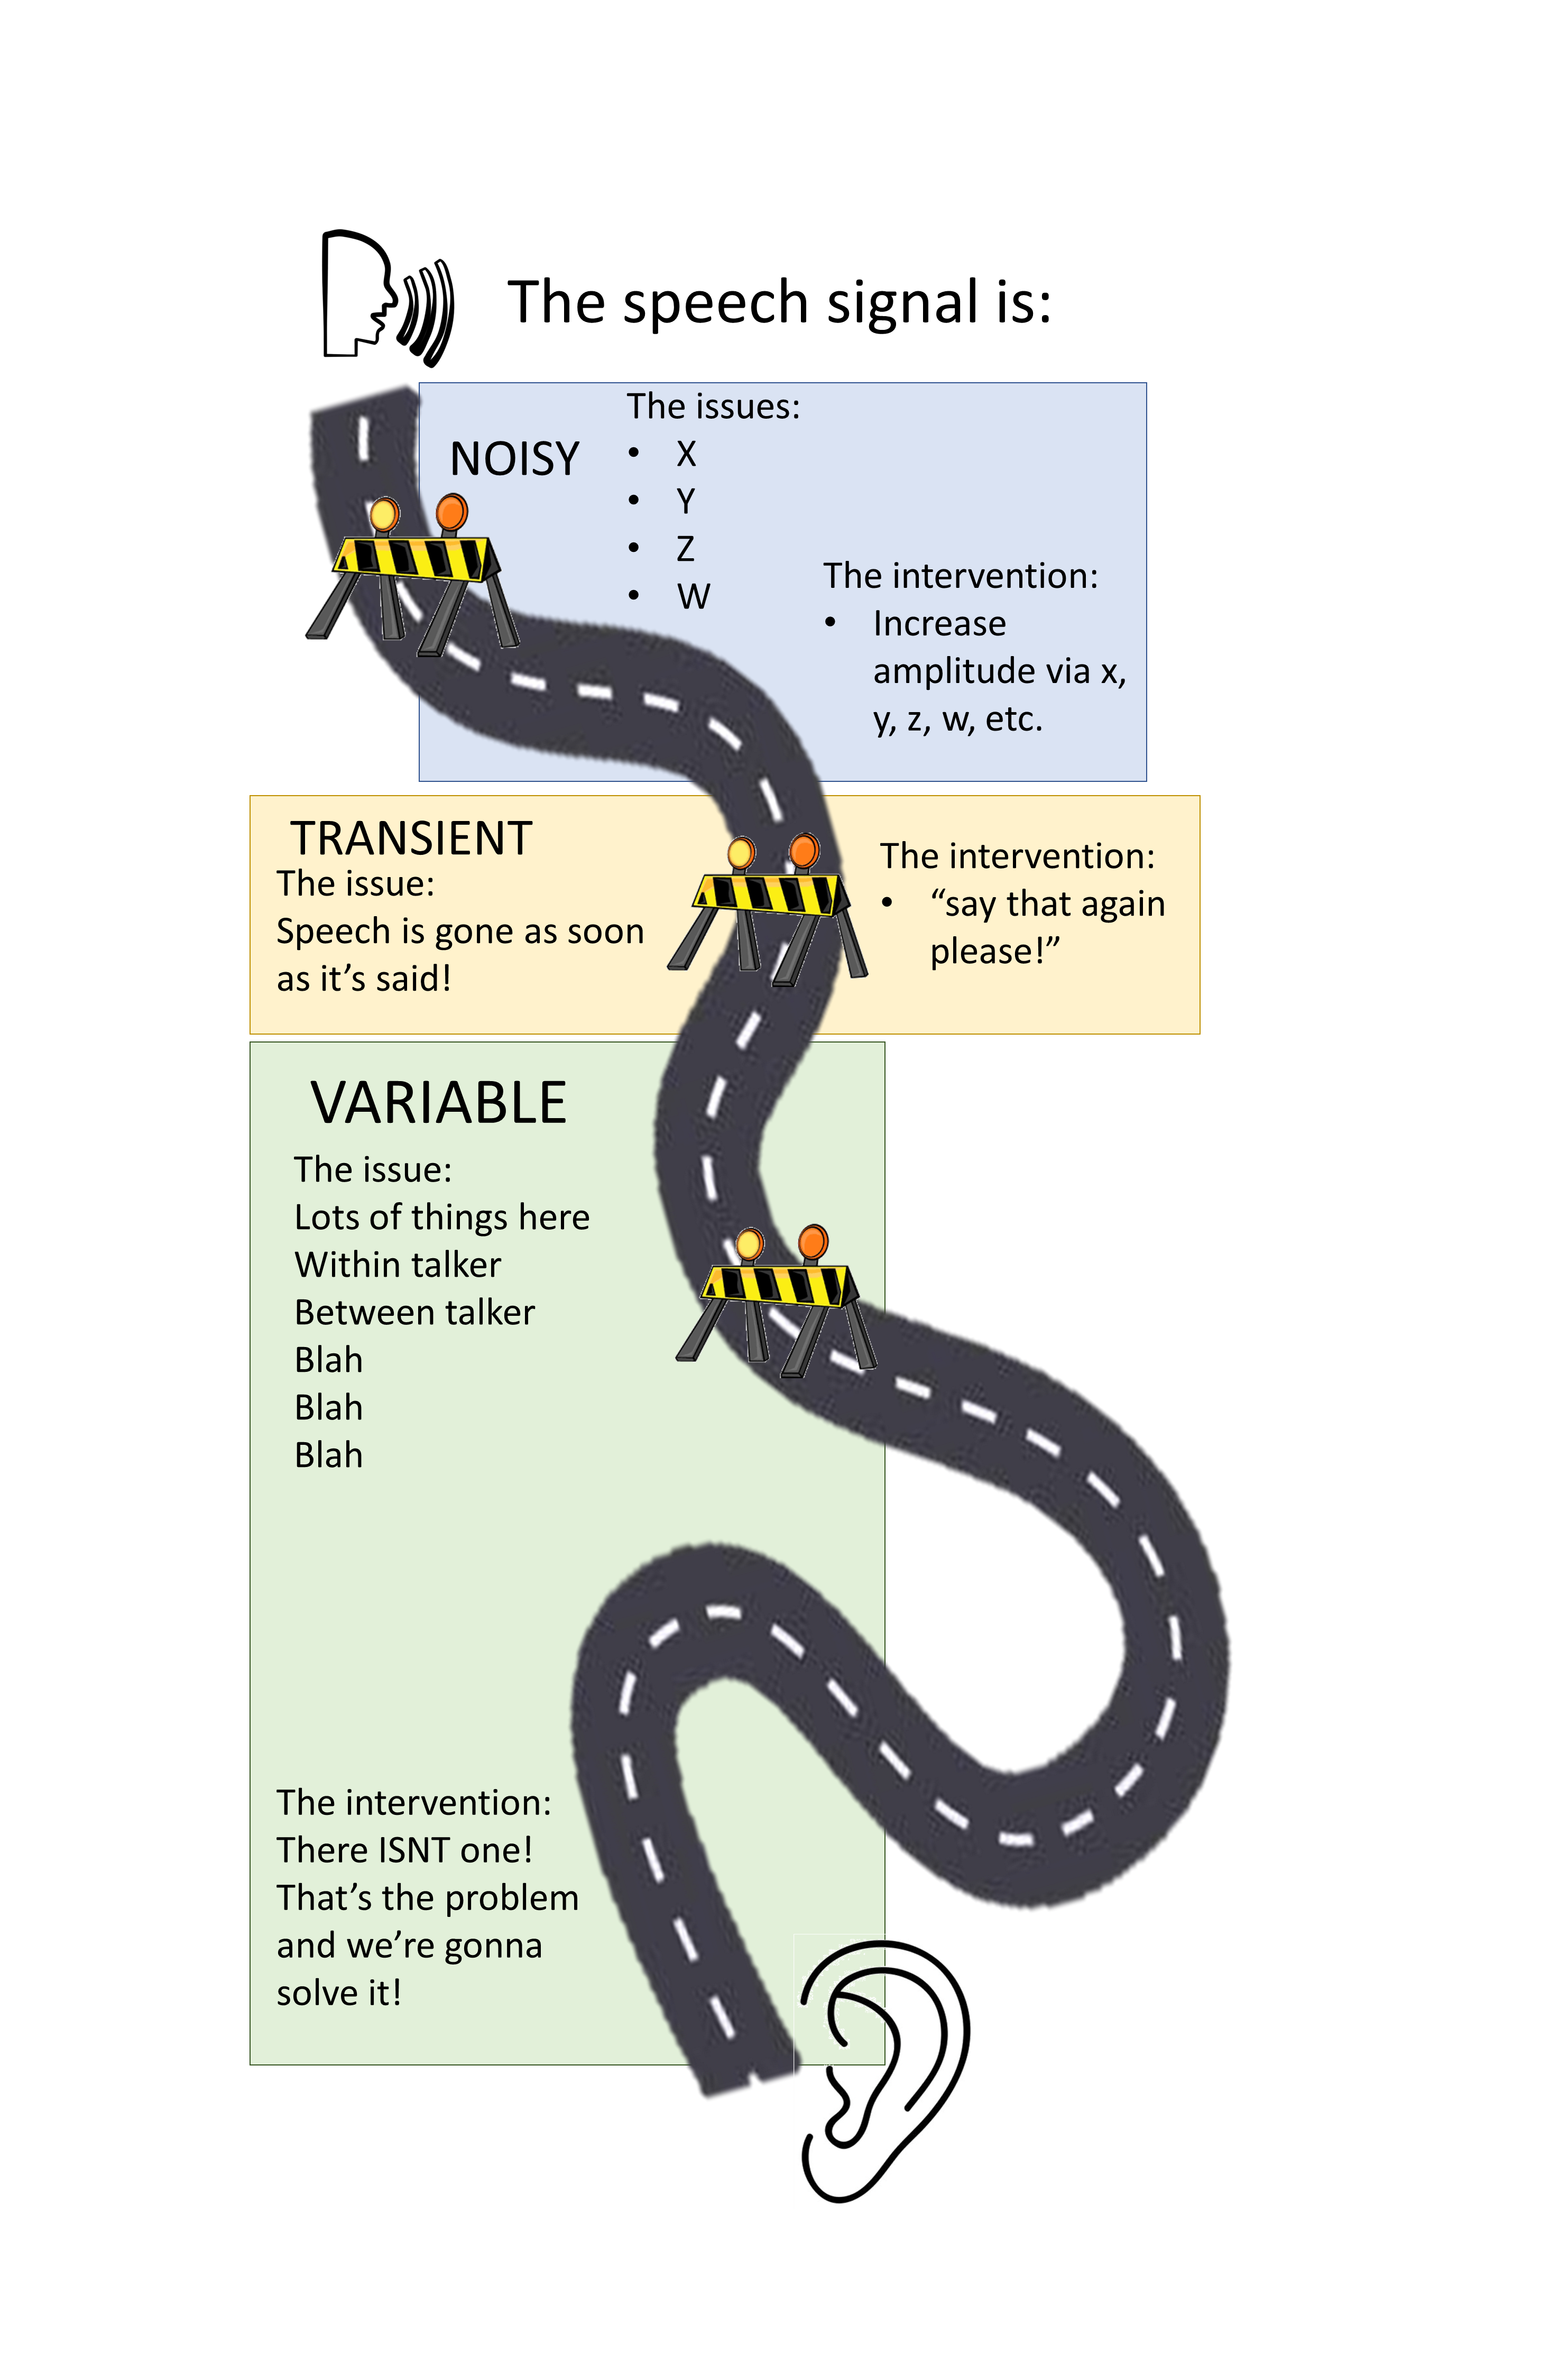 The speech signal is:
NOISY
The issues:
• X
• Y
• Z
• W
The intervention:
• Increase
amplitude via x,
y, z, w, etc.
TRANSIENT
The issue:
Speech is gone as soon
as it’s said!
The intervention:
• “say that again
please!”
VARIABLE
The issue:
Lots of things here
Within talker
Between talker
Blah
Blah
Blah
The intervention:
There ISNT one!
That’s the problem
and we’re gonna
solve it!